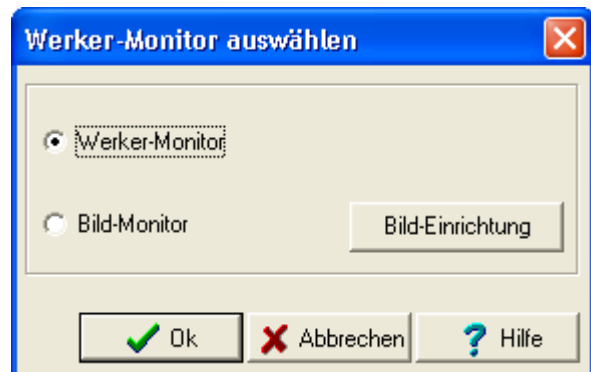 Werker-Monitor auswählen
Werker-Monitor
Bild-Monitor
Bild-Einrichtung
Ok
Abbrechen
Hilfe